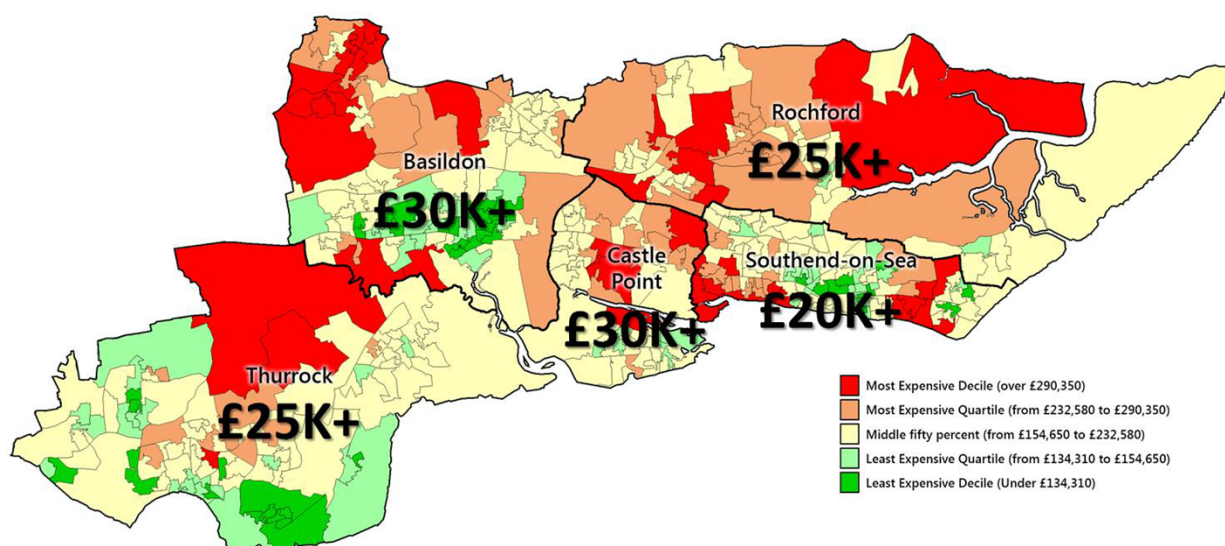 Rochford
£25K+
Basildon
£30K+
Castle
Point
£30K+
Southend-on-Sea
£20K+
Thurrock
£25K+
Most Expensive Decile (over £290,350)
Most Expensive Quartile (from £232,580 to £290,350)
Middle fifty percent (from £154,650 to £232,580)
Least Expensive Quartile (from £134,310 to £154,650)
Least Expensive Decile (Under £134,310)